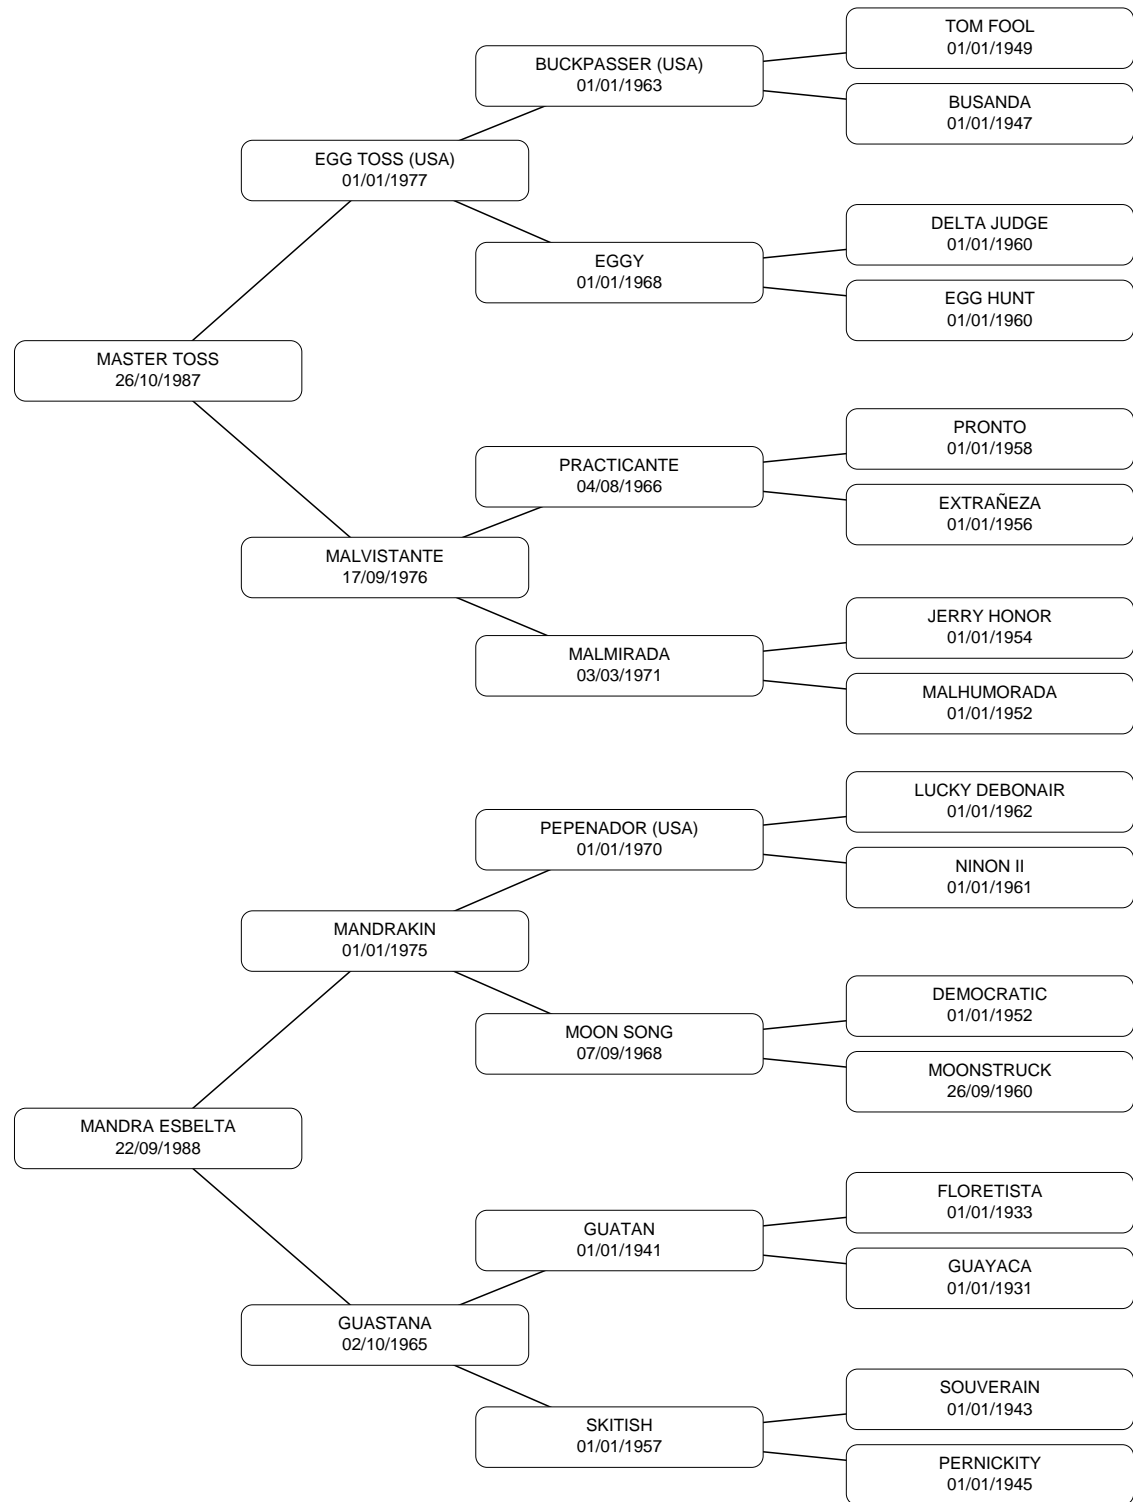 TOM FOOL
01/01/1949
BUCKPASSER (USA)
01/01/1963
BUSANDA
01/01/1947
EGG TOSS (USA)
01/01/1977
DELTA JUDGE
01/01/1960
EGGY
01/01/1968
EGG HUNT
01/01/1960
MASTER TOSS
26/10/1987
PRONTO
01/01/1958
PRACTICANTE
04/08/1966
EXTRAÑEZA
01/01/1956
MALVISTANTE
17/09/1976
JERRY HONOR
01/01/1954
MALMIRADA
03/03/1971
MALHUMORADA
01/01/1952
LUCKY DEBONAIR
01/01/1962
PEPENADOR (USA)
01/01/1970
NINON II
01/01/1961
MANDRAKIN
01/01/1975
DEMOCRATIC
01/01/1952
MOON SONG
07/09/1968
MOONSTRUCK
26/09/1960
MANDRA ESBELTA
22/09/1988
FLORETISTA
01/01/1933
GUATAN
01/01/1941
GUAYACA
01/01/1931
GUASTANA
02/10/1965
SOUVERAIN
01/01/1943
SKITISH
01/01/1957
PERNICKITY
01/01/1945